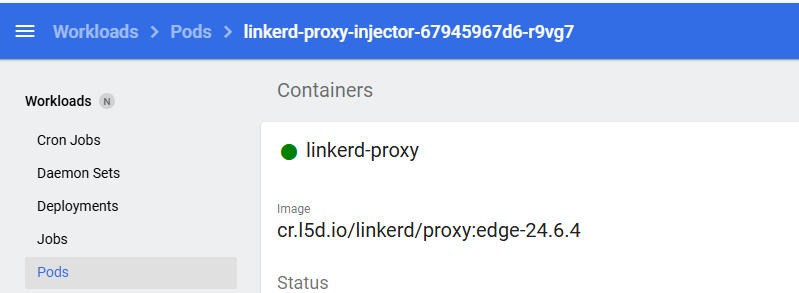 Workloads > Pods > linkerd-proxy-injector-67945967d6-r9vg7
Containers
Workloads N
linkerd-proxy
Cron Jobs
Daemon Sets
Deployments
Jobs
Pods
Image
cr.l5d.io/linkerd/proxy:edge-24.6.4
Status